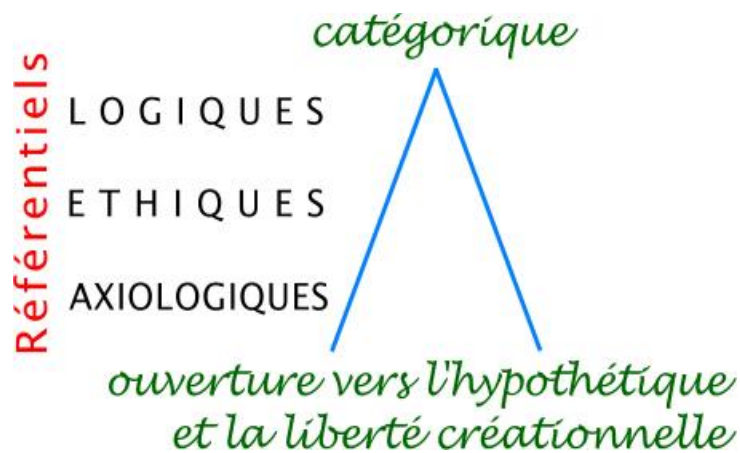 catégorique
Référentiels
LOGIQUES
ETHIQUES
AXIOLOGIQUES
ouverture vers l'hypothétique
et la liberté créationnelle